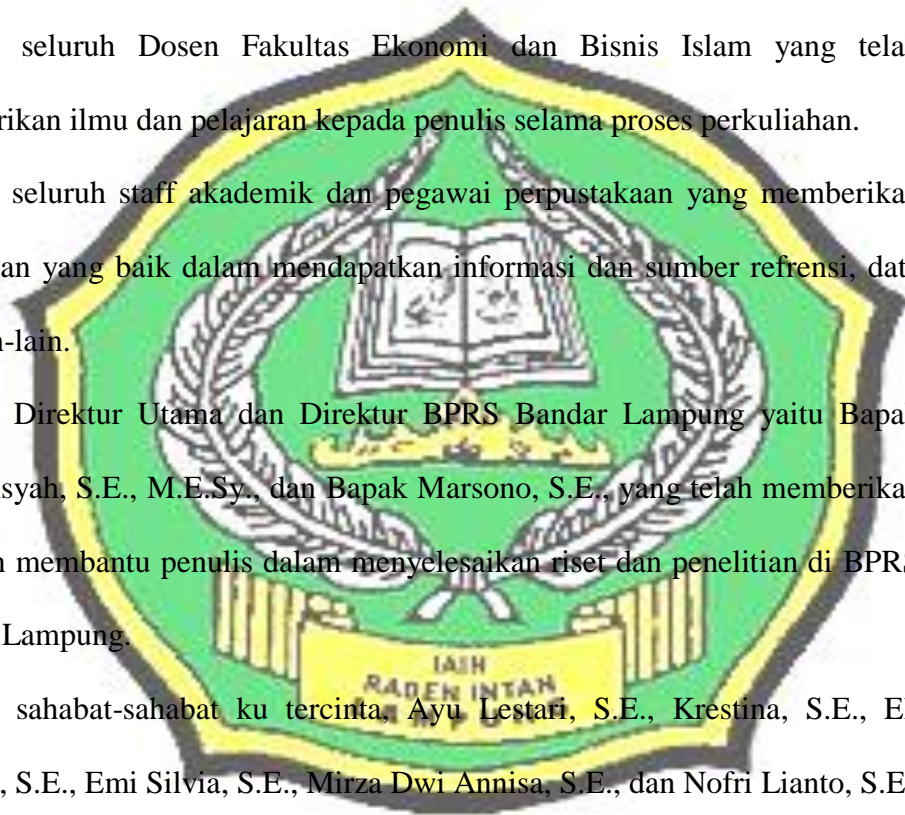 seluruh Dosen Fakultas Ekonomi dan Bisnis Islam yang tela
rikan ilmu dan pelajaran kepada penulis selama proses perkuliahan.
seluruh staff akademik dan pegawai perpustakaan yang memberika
an yang baik dalam mendapatkan informasi dan sumber refrensi, dat
-lain.
Direktur Utama dan Direktur BPRS Bandar Lampung yaitu Bapa
syah, S.E., M.E.Sy., dan Bapak Marsono, S.E., yang telah memberika
membantu penulis dalam menyelesaikan riset dan penelitian di BPRS
Lampung.
IAIN
RADEN INTAN
LAMPUNG
sahabat-sahabat ku tercinta, Ayu Lestari, S.E., Krestina, S.E., E
, S.E., Emi Silvia, S.E., Mirza Dwi Annisa, S.E., dan Nofri Lianto, S.E